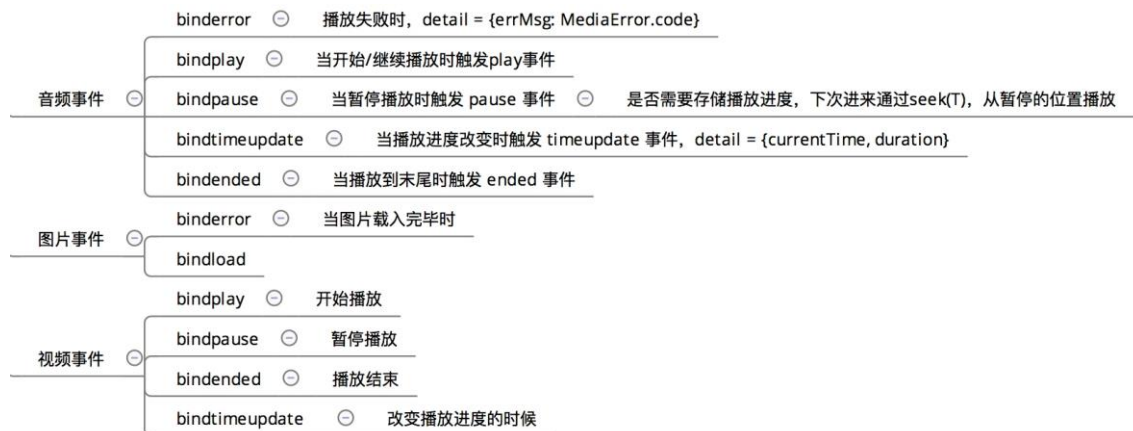 binderror 播放失败时，detail = {errMsg: MediaError.code}
bindplay 当开始/继续播放时触发play事件
音频事件 bindpause 当暂停播放时触发 pause 事件 是否需要存储播放进度，下次进来通过seek(T)，从暂停的位置播放
bindtimeupdate 当播放进度改变时触发 timeupdate 事件，detail = {currentTime, duration}
bindended 当播放到末尾时触发 ended 事件
binderror 当图片载入完毕时
图片事件
bindload
bindplay 开始播放
bindpause 暂停播放
视频事件
bindended 播放结束
bindtimeupdate 改变播放进度的时候